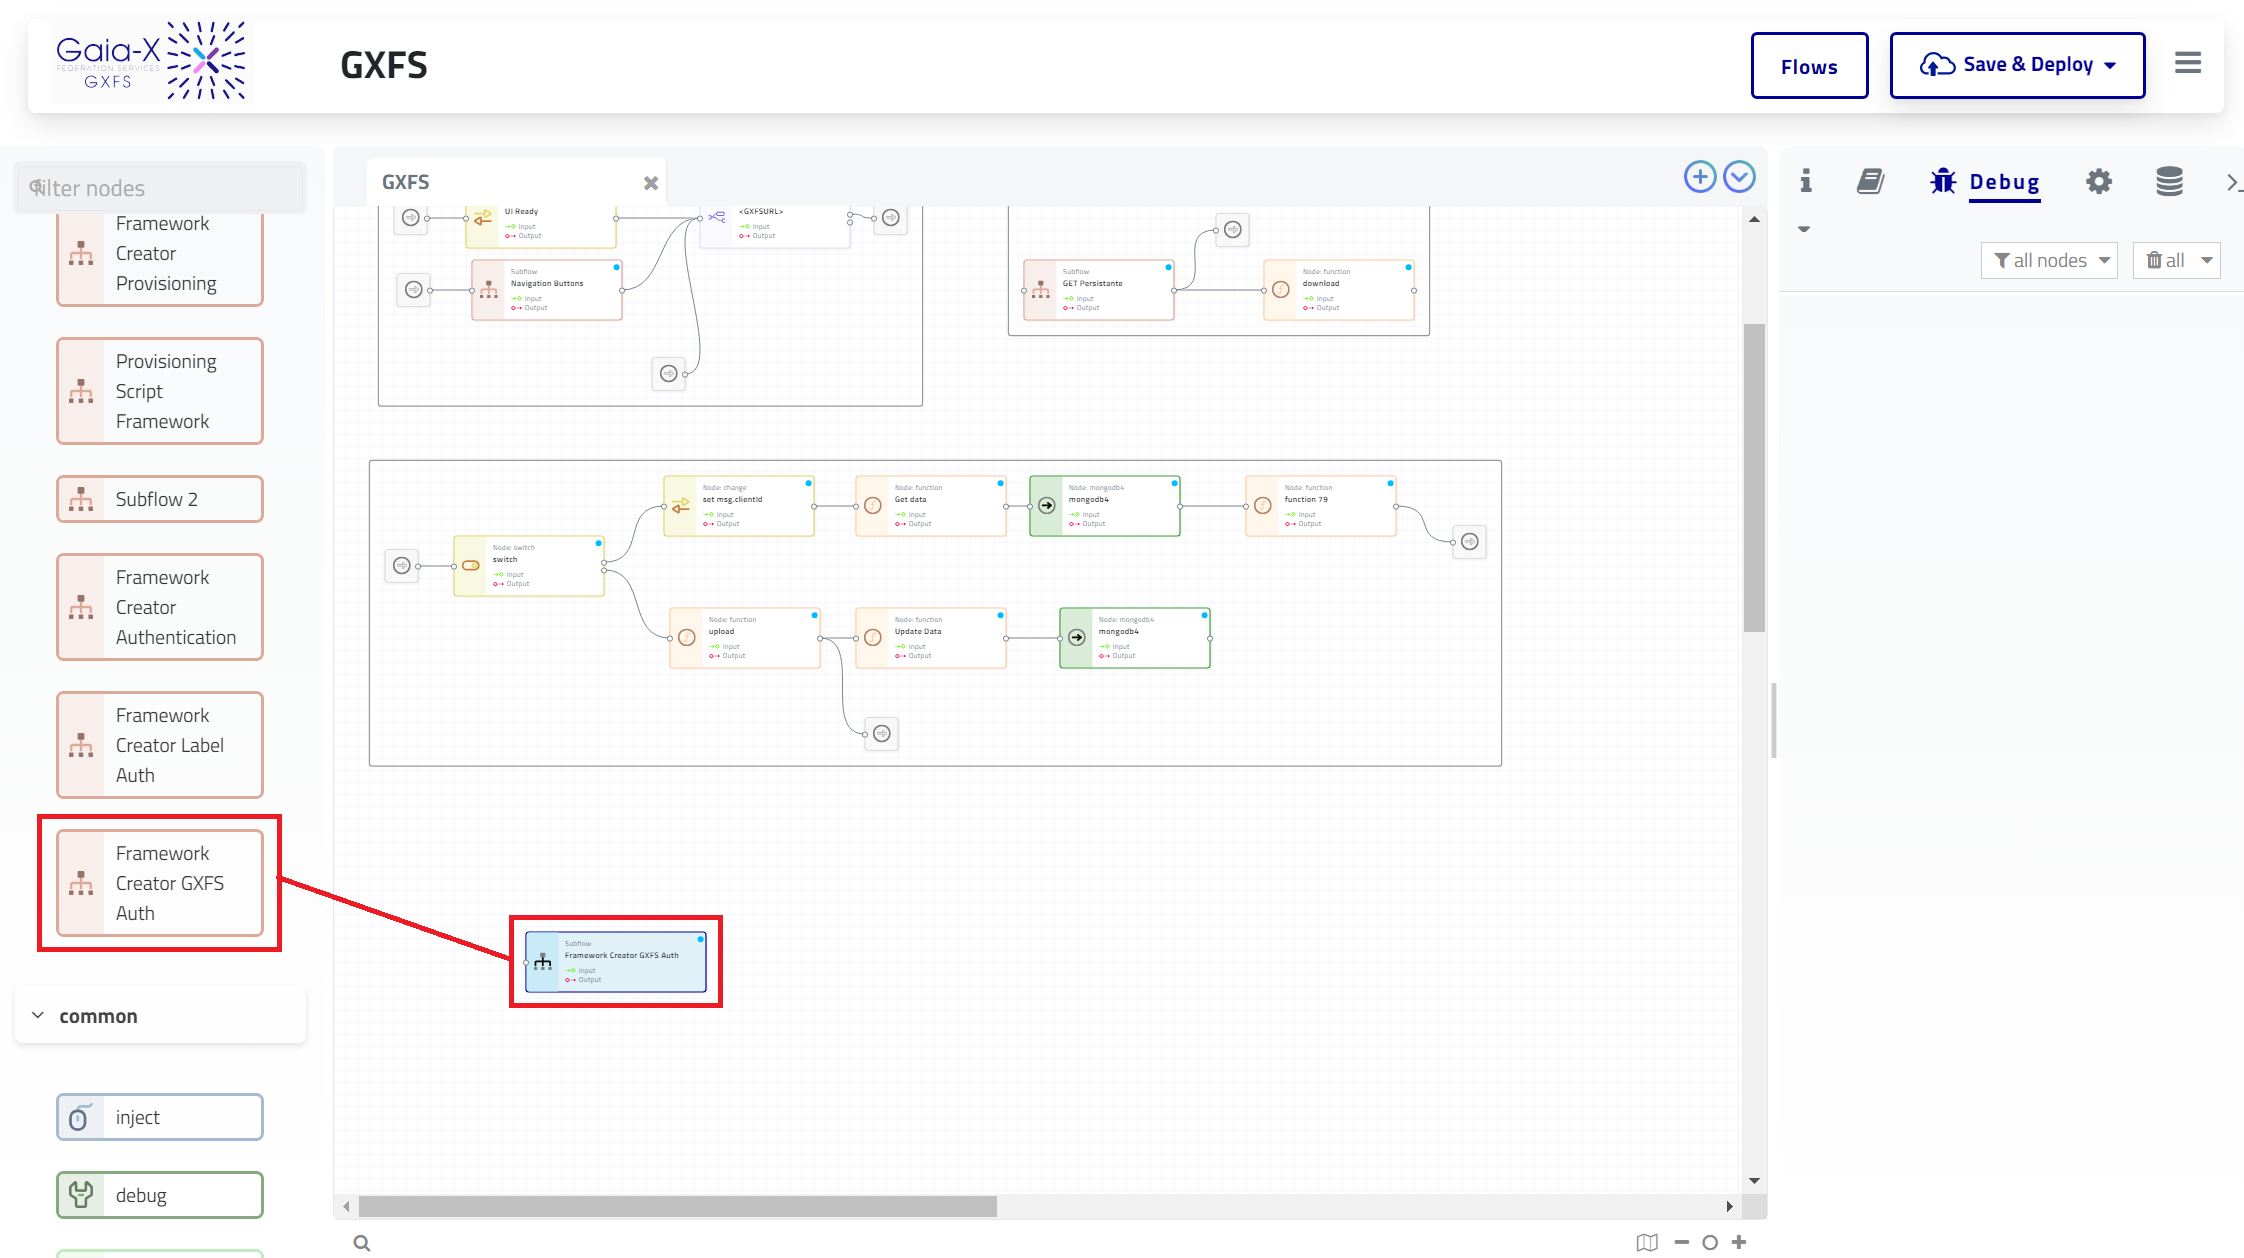 Gaia-X
FEDERATION SERVICES
GXFS
GXFS
Flows
Save & Deploy
filter nodes
Framework
Creator
Provisioning
Provisioning
Script
Framework
Subflow 2
Framework
Creator
Authentication
Framework
Creator Label
Auth
Framework
Creator GXFS
Auth
common
inject
debug
GXFS
UI Ready
Input
Output
<GXFSURL>
Input
Output
Subflow
Navigation Buttons
Input
Output
Subflow
GET Persistante
Input
Output
Node: function
download
Input
Output
Node: switch
switch
Input
Output
Node: change
set msg.clientId
Input
Output
Node: function
Get data
Input
Output
Node: mongodb4
mongodb4
Input
Output
Node: function
function 79
Input
Output
Node: function
upload
Input
Output
Node: function
Update Data
Input
Output
Node: mongodb4
mongodb4
Input
Output
Subflow
Framework Creator GXFS Auth
Input
Output
Debug
all nodes
all